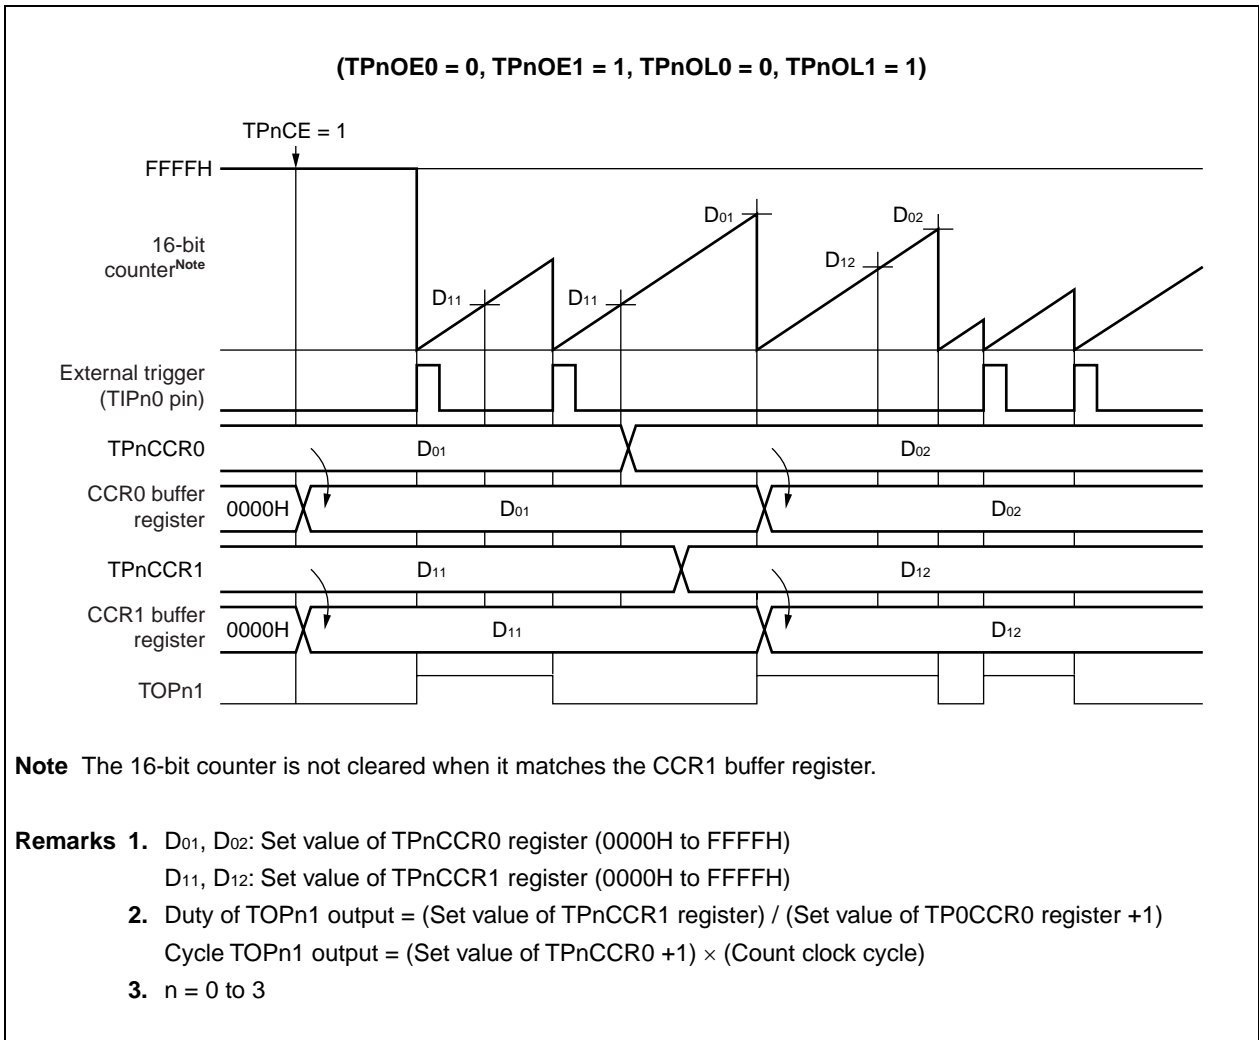 (TPnOE0 = 0, TPnOE1 = 1, TPnOL0 = 0, TPnOL1 = 1)
TPnCE = 1
FFFFH
D01
D02
16-bit
counterNote
D12
D11
D11
External trigger
(TIPn0 pin)
TPnCCR0
D01
D02
CCR0 buffer
register
0000H
D01
D02
TPnCCR1
D11
D12
CCR1 buffer
register
0000H
D11
D12
TOPn1
Note The 16-bit counter is not cleared when it matches the CCR1 buffer register.
Remarks 1. D01, D02: Set value of TPnCCR0 register (0000H to FFFFH)
D11, D12: Set value of TPnCCR1 register (0000H to FFFFH)
2. Duty of TOPn1 output = (Set value of TPnCCR1 register) / (Set value of TP0CCR0 register +1)
Cycle TOPn1 output = (Set value of TPnCCR0 +1) × (Count clock cycle)
3. n = 0 to 3